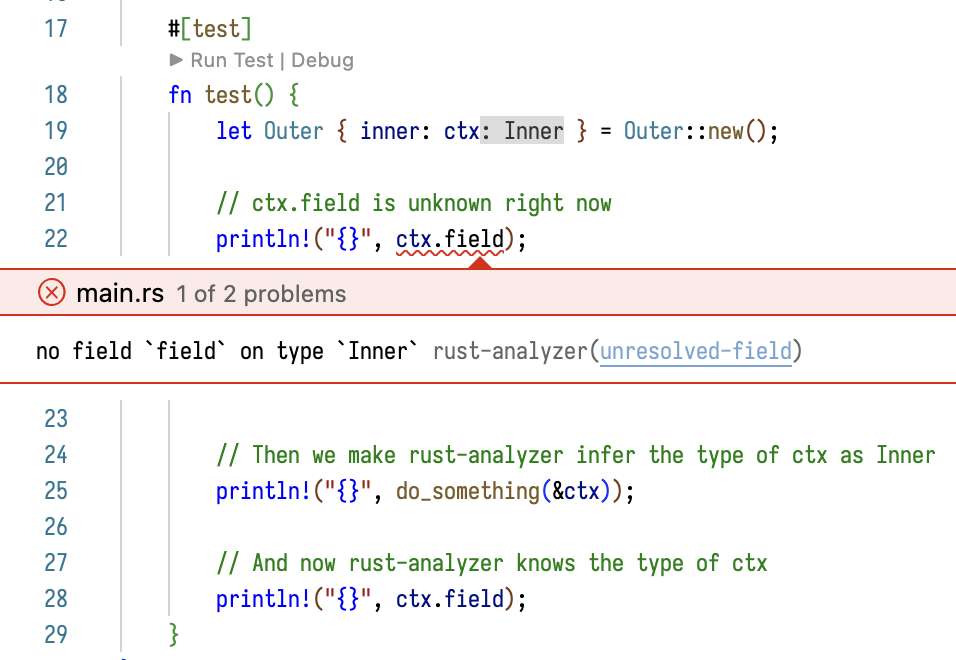 17 #[test]
▶ Run Test | Debug
18 fn test() {
19 let Outer { inner: ctx: Inner } = Outer::new();
20
21 // ctx.field is unknown right now
22 println!("{}", ctx.field);
main.rs 1 of 2 problems
no field `field` on type `Inner` rust-analyzer(unresolved-field)
23
24 // Then we make rust-analyzer infer the type of ctx as Inner
25 println!("{}", do_something(&ctx));
26
27 // And now rust-analyzer knows the type of ctx
28 println!("{}", ctx.field);
29 }